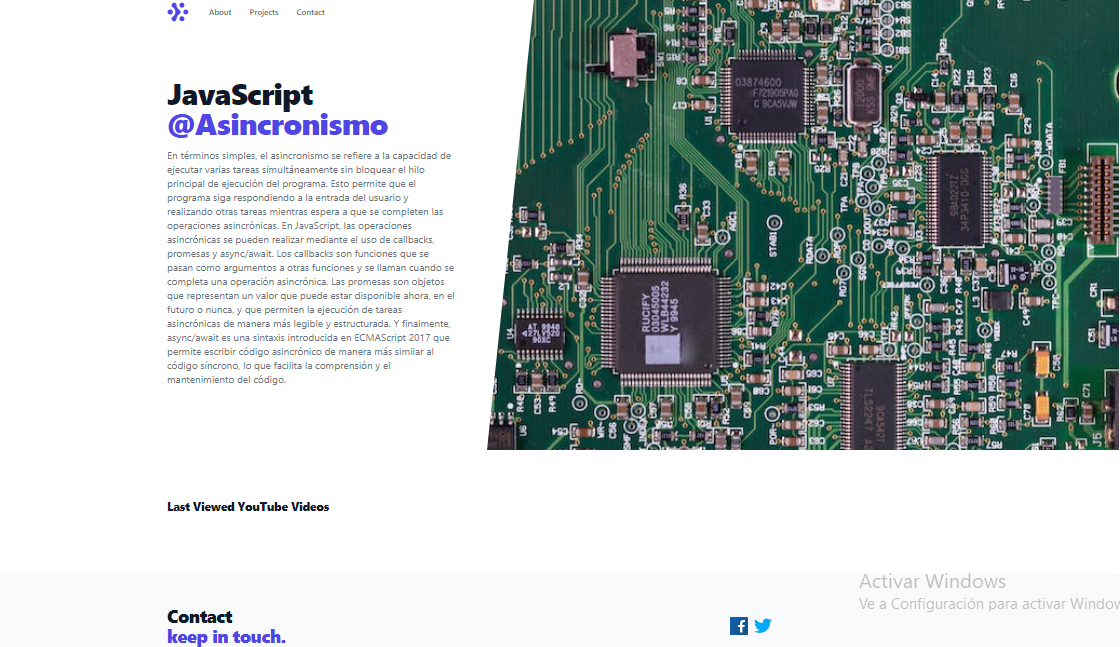 About
Projects
Contact
JavaScript
@Asincronismo
En términos simples, el asincronismo se refiere a la capacidad de
ejecutar varias tareas simultáneamente sin bloquear el hilo
principal de ejecución del programa. Esto permite que el
programa siga respondiendo a la entrada del usuario y
realizando otras tareas mientras espera a que se completen las
operaciones asincrónicas. En JavaScript, las operaciones
asincrónicas se pueden realizar mediante el uso de callbacks,
promesas y async/await. Los callbacks son funciones que se
pasan como argumentos a otras funciones y se llaman cuando se
completa una operación asincrónica. Las promesas son objetos
que representan un valor que puede estar disponible ahora, en el
futuro o nunca, y que permiten la ejecución de tareas
asincrónicas de manera más legible y estructurada. Y finalmente,
async/await es una sintaxis introducida en ECMAScript 2017 que
permite escribir código asincrónico de manera más similar al
código síncrono, lo que facilita la comprensión y el
mantenimiento del código.
03874600
F721905PAG
C 9CA5VJW
RUCIFY
03045005
WLB44232
Y 9945
Last Viewed YouTube Videos
Activar Windows
Ve a Configuración para activar Window
Contact
keep in touch.